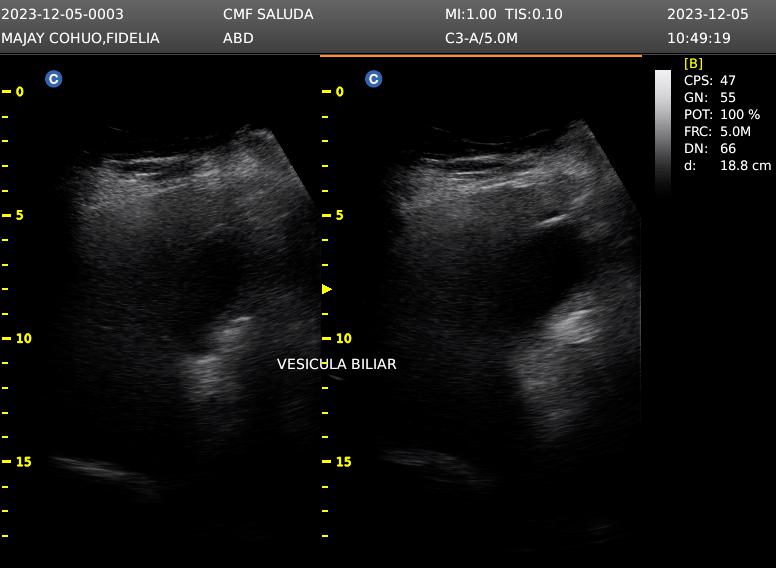 2023-12-05-0003 CMF SALUDA MI:1.00 TIS:0.10 2023-12-05
MAJAY COHUO,FIDELIA ABD C3-A/5.0M 10:49:19
[B]
CPS: 47
GN: 55
POT: 100 %
FRC: 5.0M
DN: 66
d: 18.8 cm
C C
0 0
5 5
10 10
VESICULA BILIAR
15 15